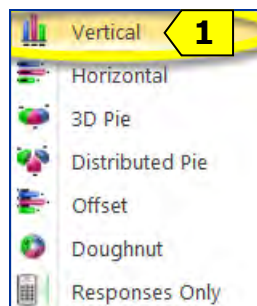 Vertical 1
Horizontal
3D Pie
Distributed Pie
Offset
Doughnut
Responses Only